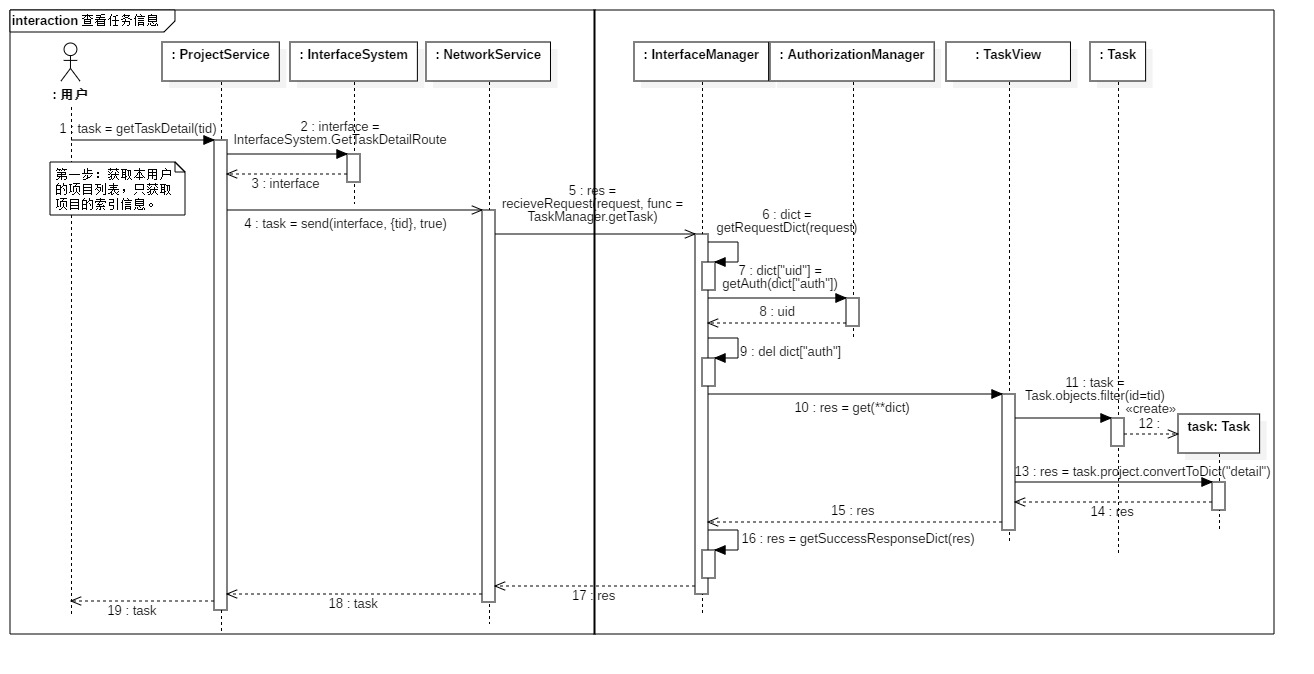 interaction 查看任务信息
: 用户
: ProjectService
: InterfaceSystem
: NetworkService
: InterfaceManager
: AuthorizationManager
: TaskView
: Task
1 : task = getTaskDetail(tid)
2 : interface =
InterfaceSystem.GetTaskDetailRoute
第一步：获取本用户
的项目列表，只获取
项目的索引信息。
3 : interface
4 : task = send(interface, {tid}, true)
5 : res =
recieveRequest(request, func =
TaskManager.getTask)
6 : dict =
getRequestDict(request)
7 : dict["uid"] =
getAuth(dict["auth"])
8 : uid
9 : del dict["auth"]
10 : res = get(**dict)
11 : task =
Task.objects.filter(id=tid)
«create»
12 :
task: Task
13 : res = task.project.convertToDict("detail")
14 : res
15 : res
16 : res = getSuccessResponseDict(res)
17 : res
18 : task
19 : task